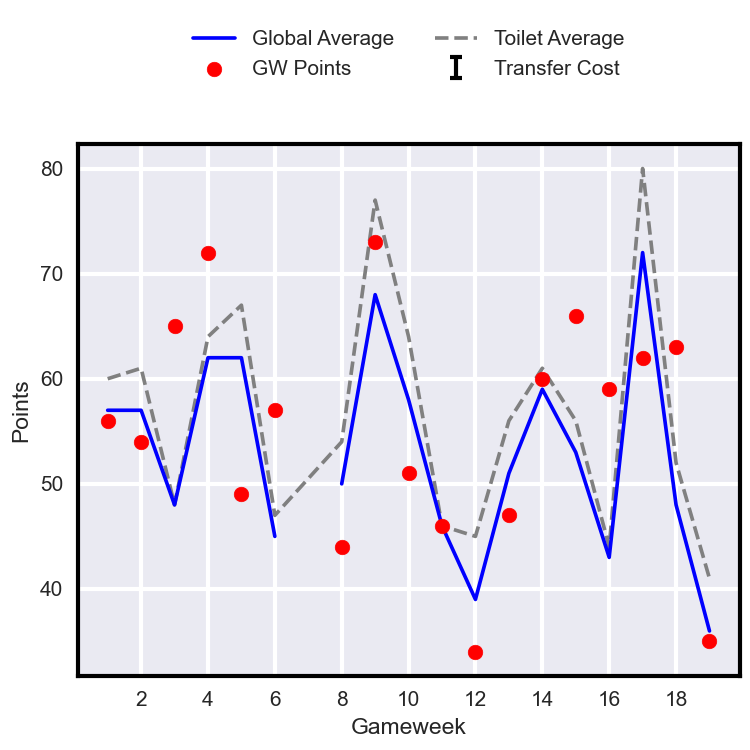 Global Average
Toilet Average
GW Points
Transfer Cost
80
70
60
50
40
Points
2 4 6 8 10 12 14 16 18
Gameweek